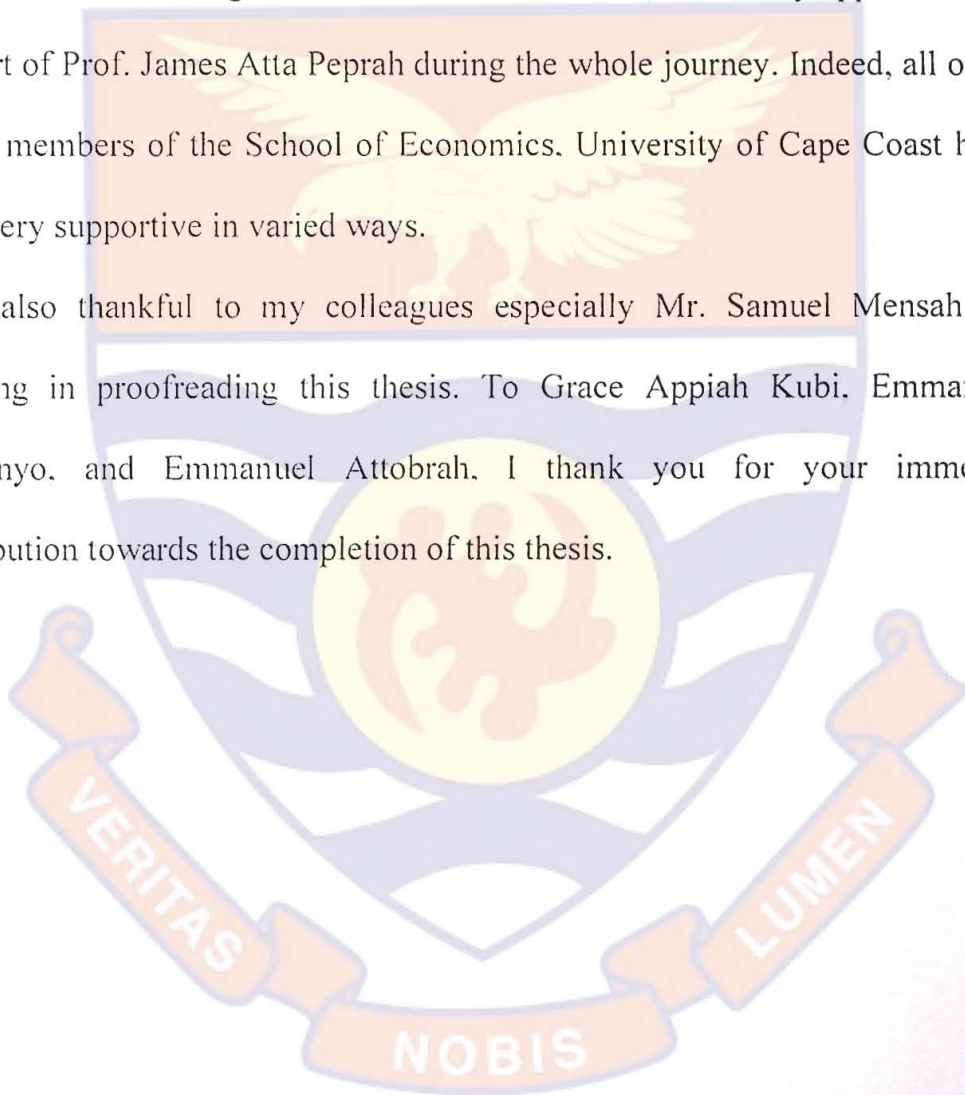 rt of Prof. James Atta Peprah during the whole journey. Indeed, all o
members of the School of Economics. University of Cape Coast h
ery supportive in varied ways.
also thankful to my colleagues especially Mr. Samuel Mensah
ng in proofreading this thesis. To Grace Appiah Kubi. Emma
nyo. and Emmanuel Attobrah. I thank you for your imme
bution towards the completion of this thesis.
VERITAS
NOBIS
LUMEN